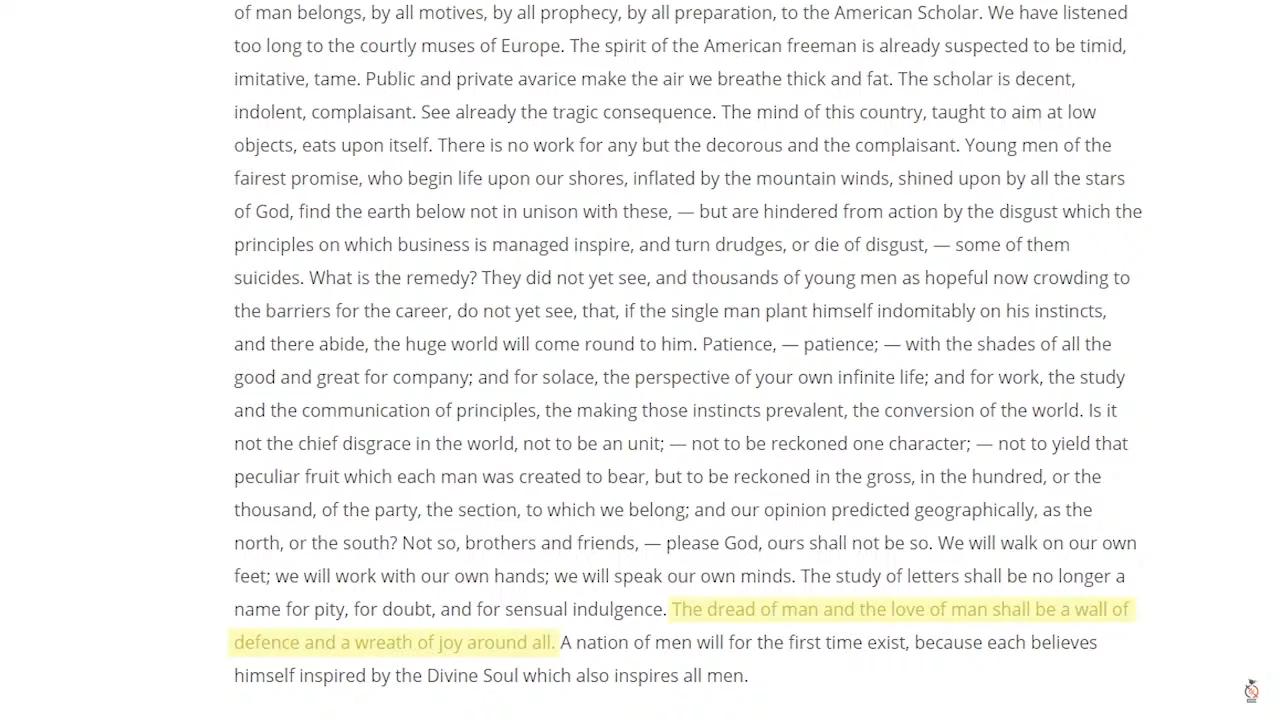 of man belongs, by all motives, by all prophecy, by all preparation, to the American Scholar. We have listened
too long to the courtly muses of Europe. The spirit of the American freeman is already suspected to be timid,
imitative, tame. Public and private avarice make the air we breathe thick and fat. The scholar is decent,
indolent, complaisant. See already the tragic consequence. The mind of this country, taught to aim at low
objects, eats upon itself. There is no work for any but the decorous and the complaisant. Young men of the
fairest promise, who begin life upon our shores, inflated by the mountain winds, shined upon by all the stars
of God, find the earth below not in unison with these, — but are hindered from action by the disgust which the
principles on which business is managed inspire, and turn drudges, or die of disgust, — some of them
suicides. What is the remedy? They did not yet see, and thousands of young men as hopeful now crowding to
the barriers for the career, do not yet see, that, if the single man plant himself indomitably on his instincts,
and there abide, the huge world will come round to him. Patience, — patience; — with the shades of all the
good and great for company; and for solace, the perspective of your own infinite life; and for work, the study
and the communication of principles, the making those instincts prevalent, the conversion of the world. Is it
not the chief disgrace in the world, not to be an unit; — not to be reckoned one character; — not to yield that
peculiar fruit which each man was created to bear, but to be reckoned in the gross, in the hundred, or the
thousand, of the party, the section, to which we belong; and our opinion predicted geographically, as the
north, or the south? Not so, brothers and friends, — please God, ours shall not be so. We will walk on our own
feet; we will work with our own hands; we will speak our own minds. The study of letters shall be no longer a
name for pity, for doubt, and for sensual indulgence. The dread of man and the love of man shall be a wall of
defence and a wreath of joy around all. A nation of men will for the first time exist, because each believes
himself inspired by the Divine Soul which also inspires all men.